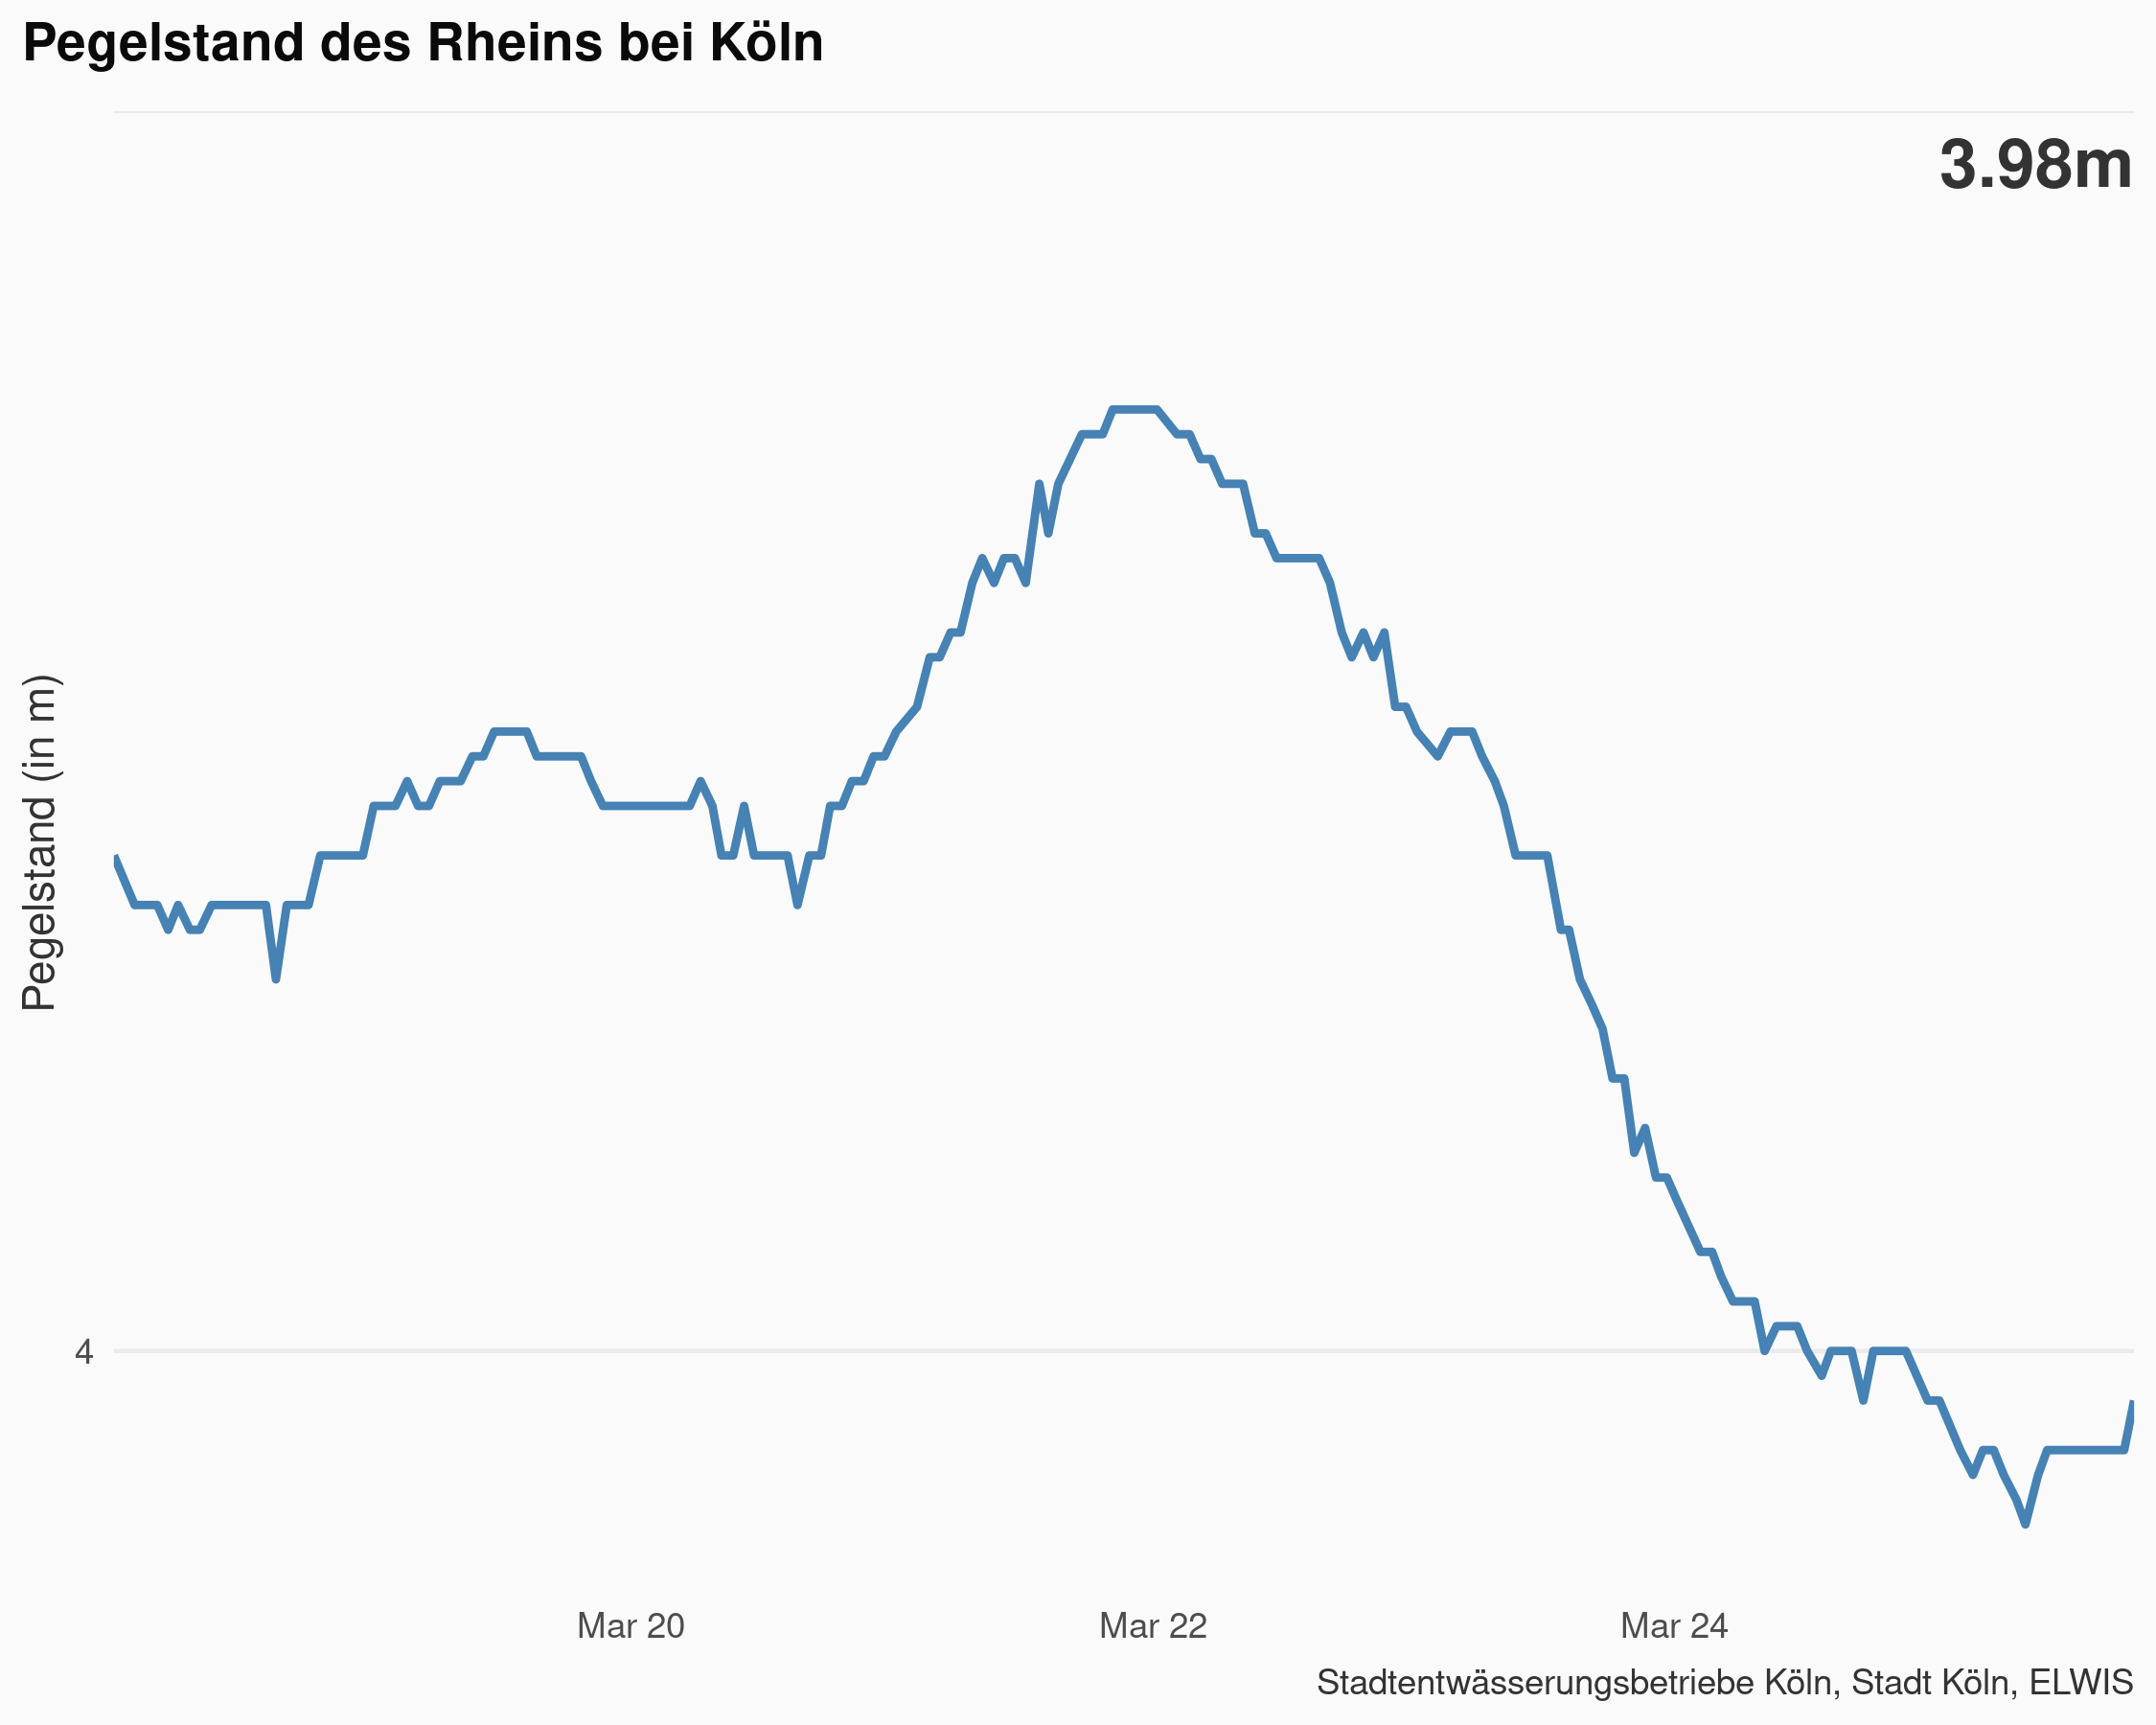 Pegelstand des Rheins bei Köln
3.98m
Pegelstand (in m)
4
Mar 20
Mar 22
Mar 24
Stadtentwässerungsbetriebe Köln, Stadt Köln, ELWIS